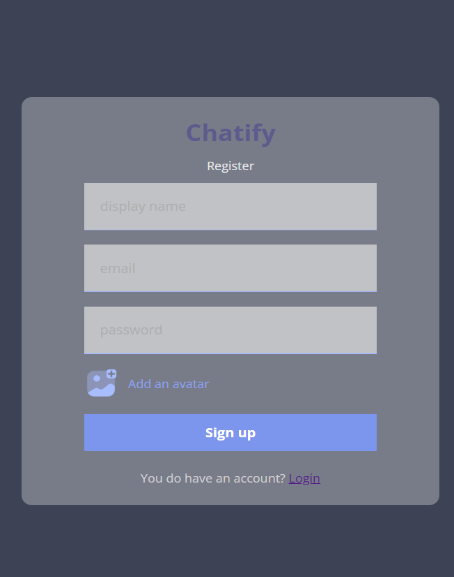 Chatify
Register
display name
email
password
Add an avatar
Sign up
You do have an account? Login